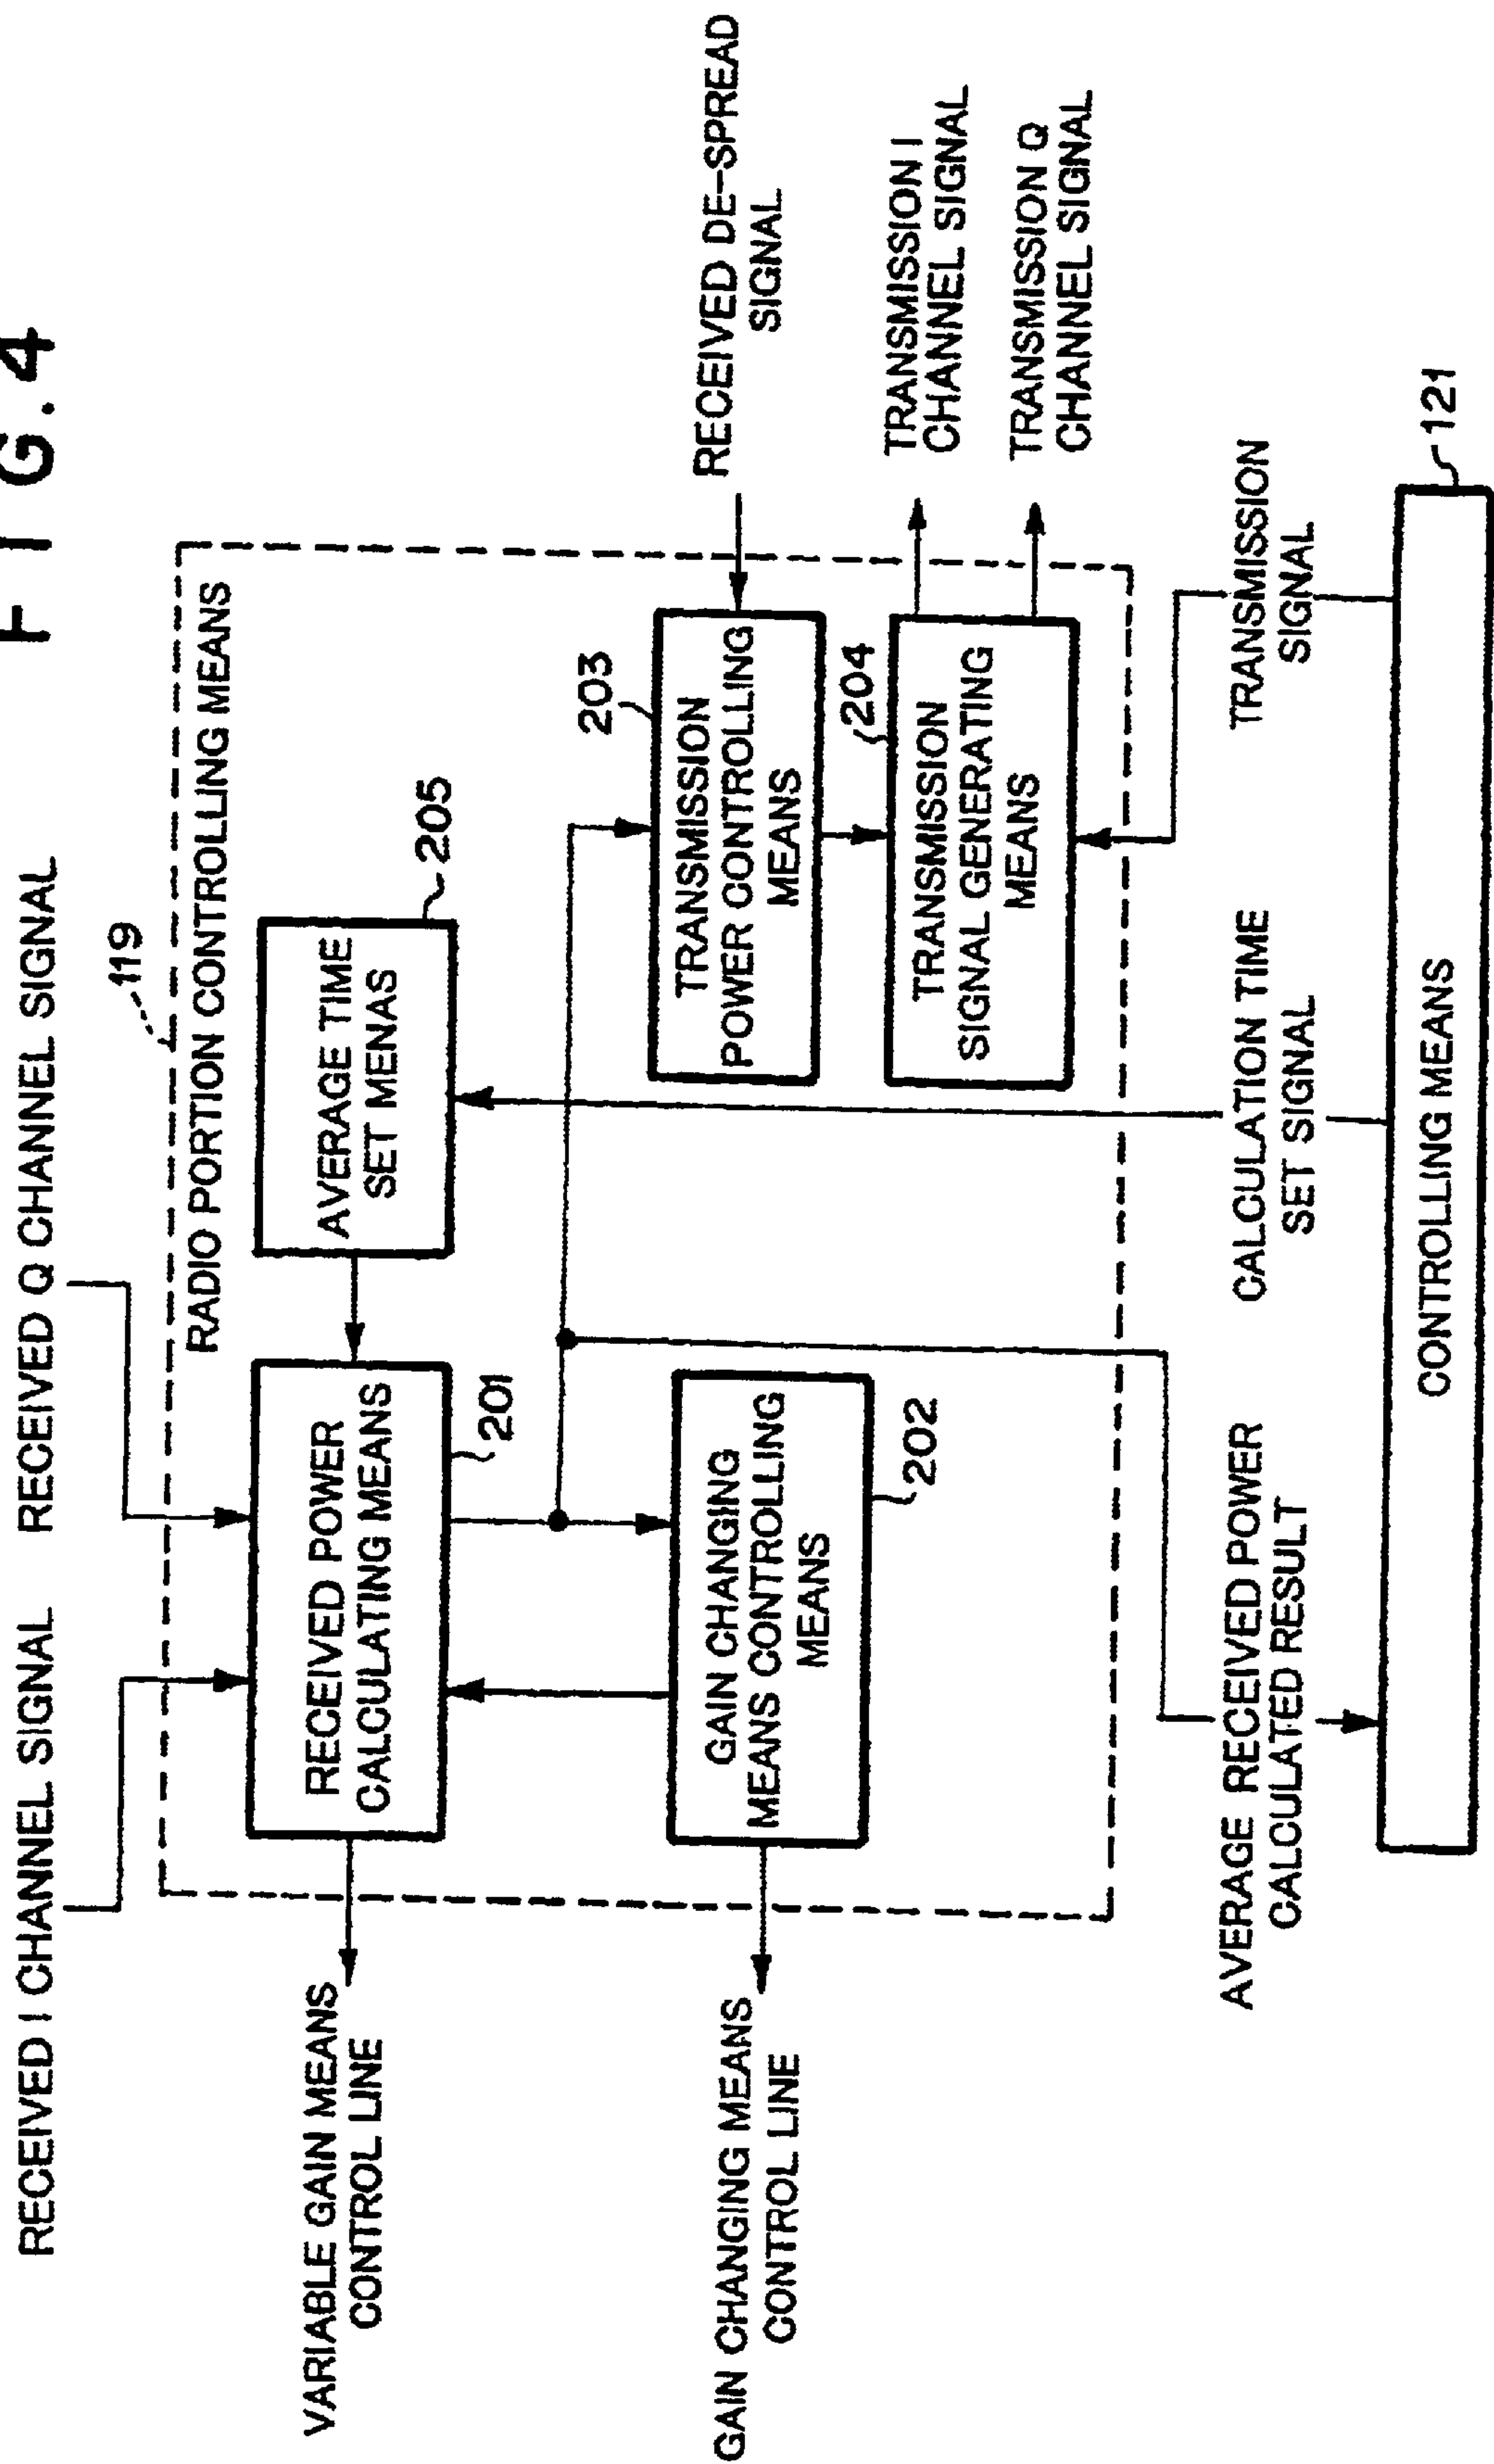 FIG.4
RECEIVED I CHANNEL SIGNAL
RECEIVED Q CHANNEL SIGNAL
119
RADIO PORTION CONTROLLING MEANS
VARIABLE GAIN MEANS
CONTROL LINE
RECEIVED POWER
CALCULATING MEANS
201
AVERAGE TIME
SET MENAS
205
GAIN CHANGING MEANS
CONTROL LINE
GAIN CHANGING
MEANS CONTROLLING
MEANS
202
203
TRANSMISSION
POWER CONTROLLING
MEANS
RECEIVED DE-SPREAD
SIGNAL
204
TRANSMISSION
SIGNAL GENERATING
MEANS
TRANSMISSION I
CHANNEL SIGNAL
TRANSMISSION Q
CHANNEL SIGNAL
AVERAGE RECEIVED POWER
CALCULATED RESULT
CALCULATION TIME
SET SIGNAL
TRANSMISSION
SIGNAL
CONTROLLING MEANS
121